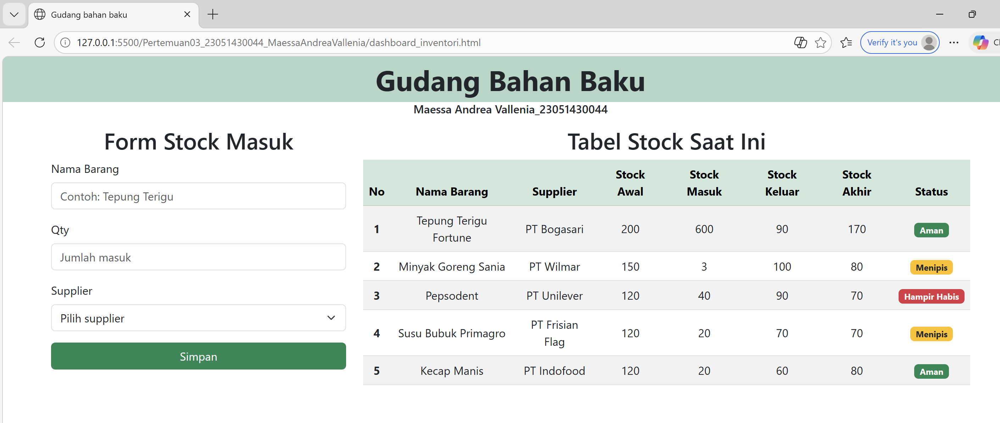 Gudang bahan baku
127.0.0.1:5500/Pertemuan03_23051430044_MaessaAndreaVallenia/dashboard_inventori.html
Verify it's you
Gudang Bahan Baku
Maessa Andrea Vallenia_23051430044
Form Stock Masuk
Nama Barang
Contoh: Tepung Terigu
Qty
Jumlah masuk
Supplier
Pilih supplier
Simpan
Tabel Stock Saat Ini
No Nama Barang Supplier Stock Awal Stock Masuk Stock Keluar Stock Akhir Status
1 Tepung Terigu Fortune PT Bogasari 200 600 90 170 Aman
2 Minyak Goreng Sania PT Wilmar 150 3 100 80 Menipis
3 Pepsodent PT Unilever 120 40 90 70 Hampir Habis
4 Susu Bubuk Primagro PT Frisian Flag 120 20 70 70 Menipis
5 Kecap Manis PT Indofood 120 20 60 80 Aman